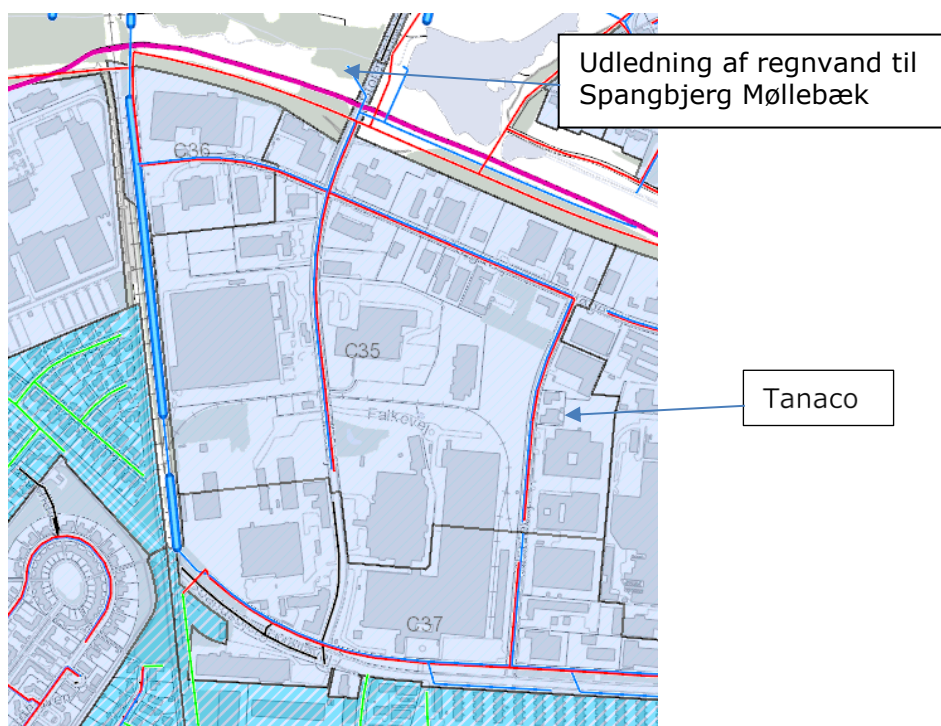 Udledning af regnvand til
Spangbjerg Møllebæk
C36
C35
Falkevej
Tanaco
C37